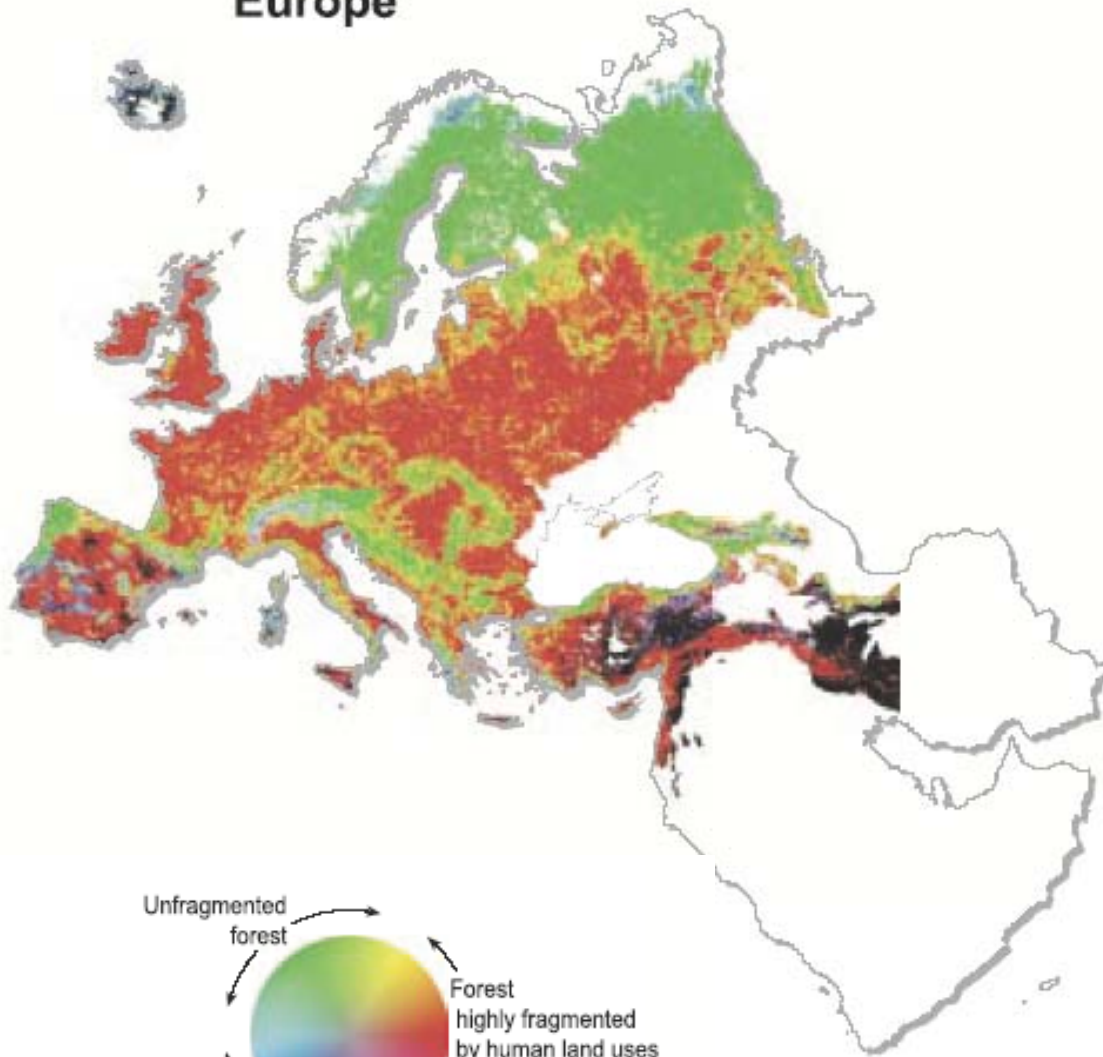 Europe
Unfragmented
forest
Forest
highly fragmented
by human land uses